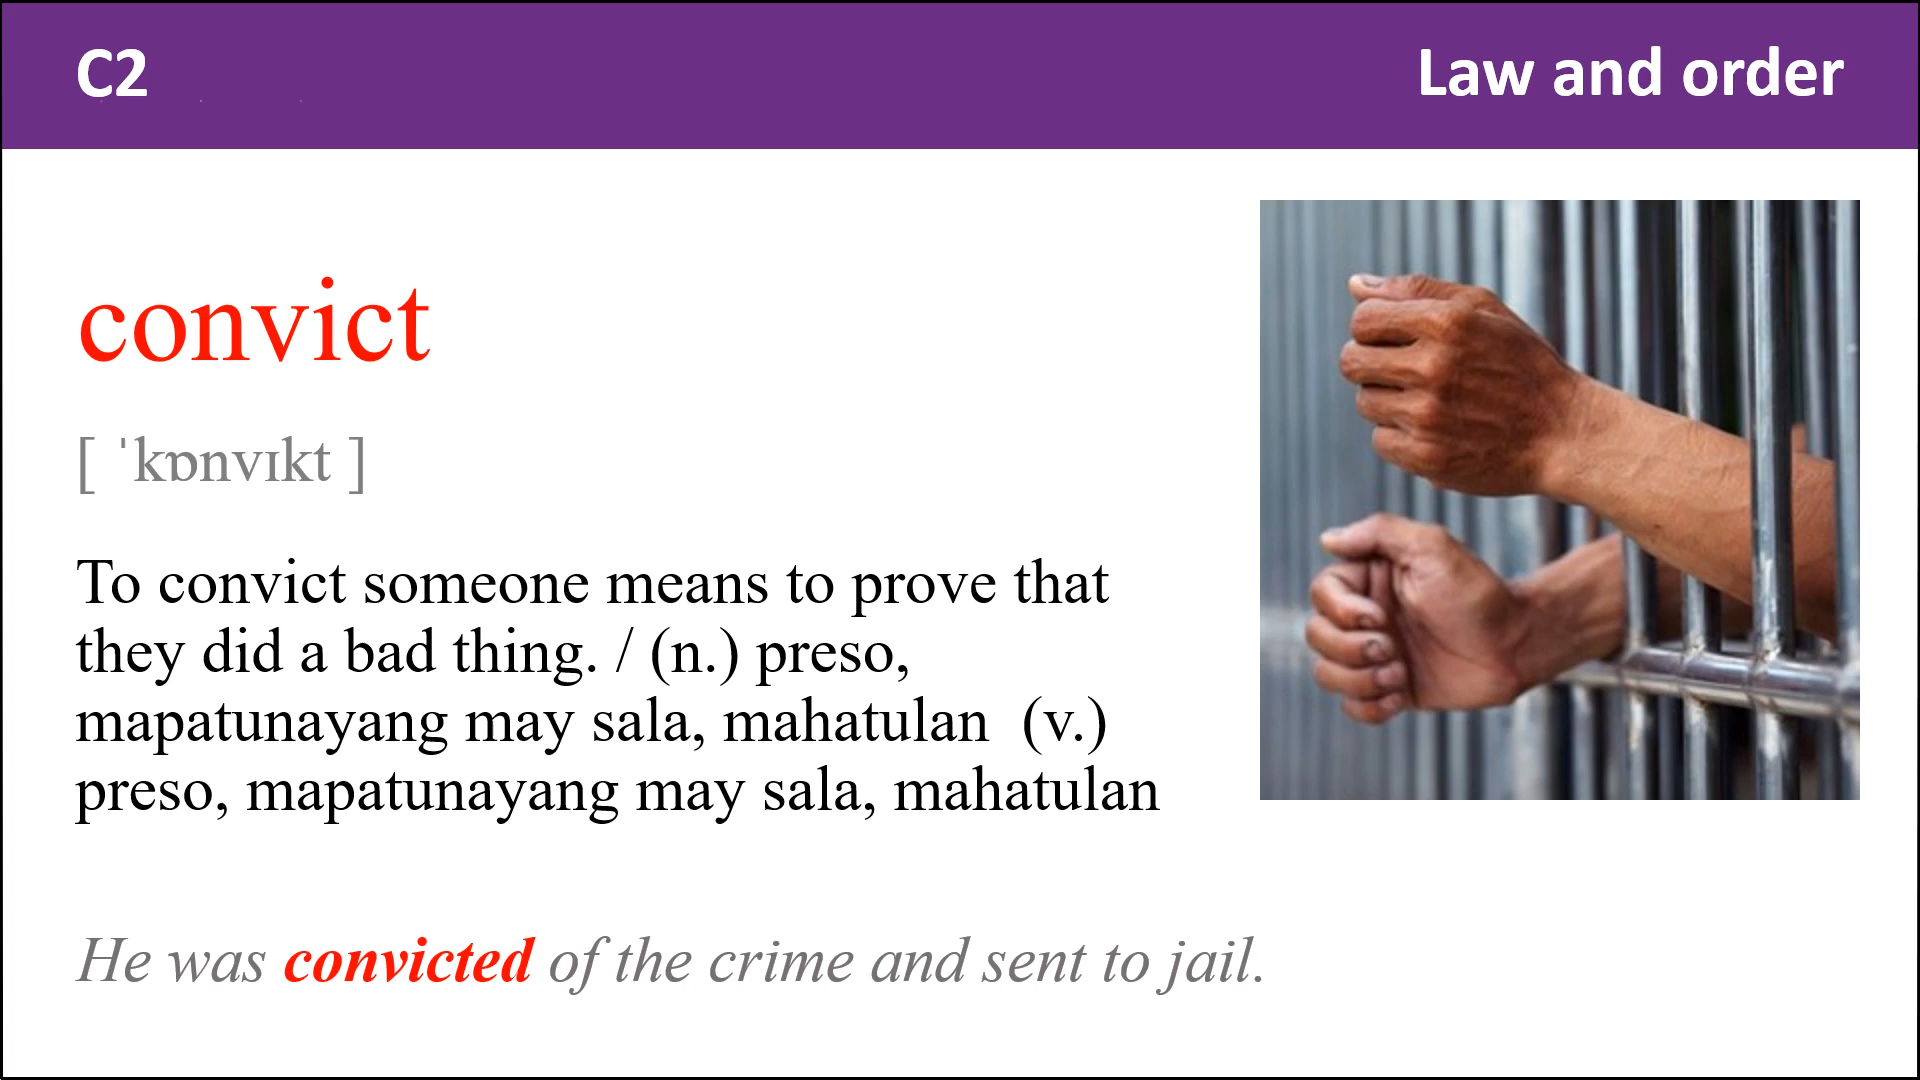 C2
Law and order
convict
[ ˈkɒnvɪkt ]
To convict someone means to prove that
they did a bad thing. / (n.) preso,
mapatunayang may sala, mahatulan  (v.)
preso, mapatunayang may sala, mahatulan
He was convicted of the crime and sent to jail.